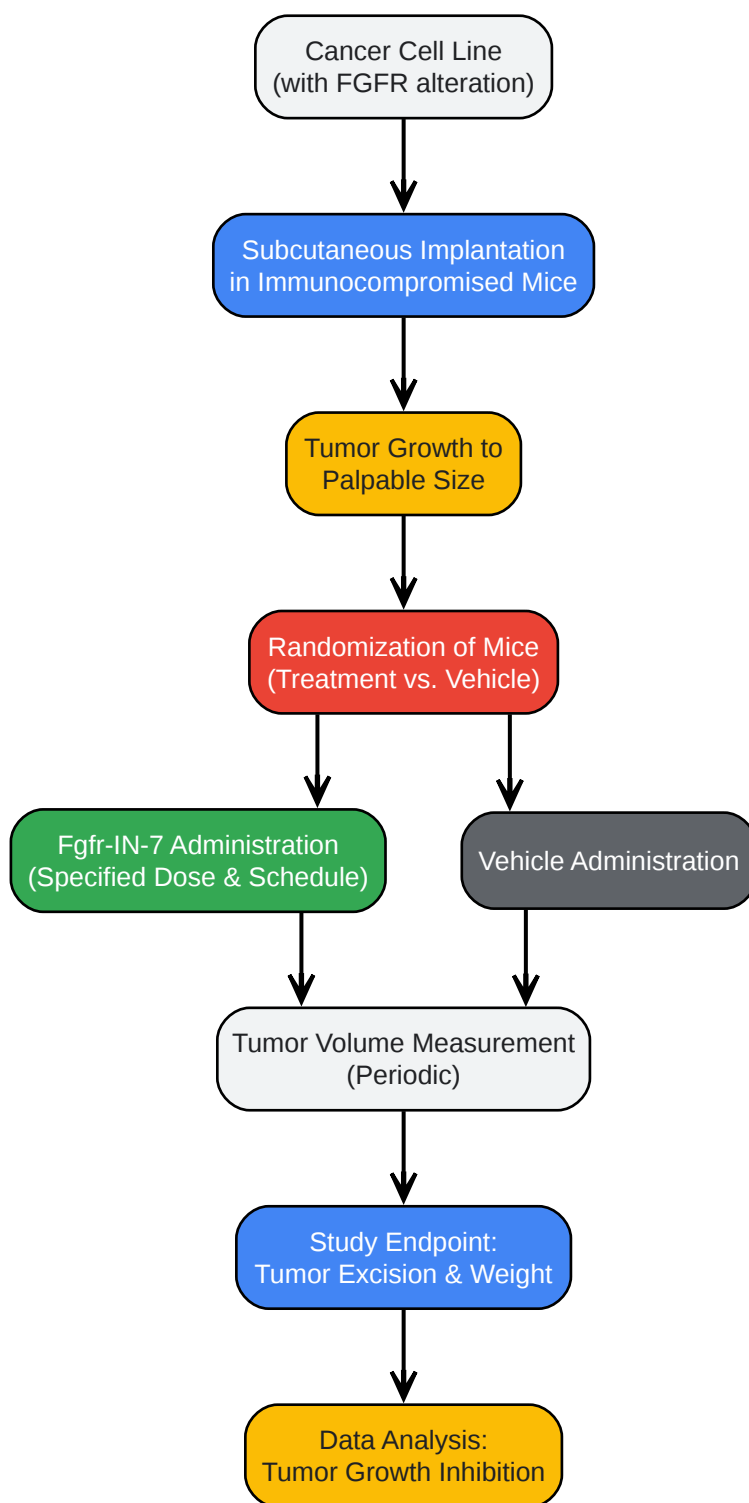 Cancer Cell Line
(with FGFR alteration)
Subcutaneous Implantation
in Immunocompromised Mice
Tumor Growth to
Palpable Size
Randomization of Mice
(Treatment vs. Vehicle)
Fgfr-IN-7 Administration
(Specified Dose & Schedule)
Vehicle Administration
Tumor Volume Measurement
(Periodic)
Study Endpoint:
Tumor Excision & Weight
Data Analysis:
Tumor Growth Inhibition